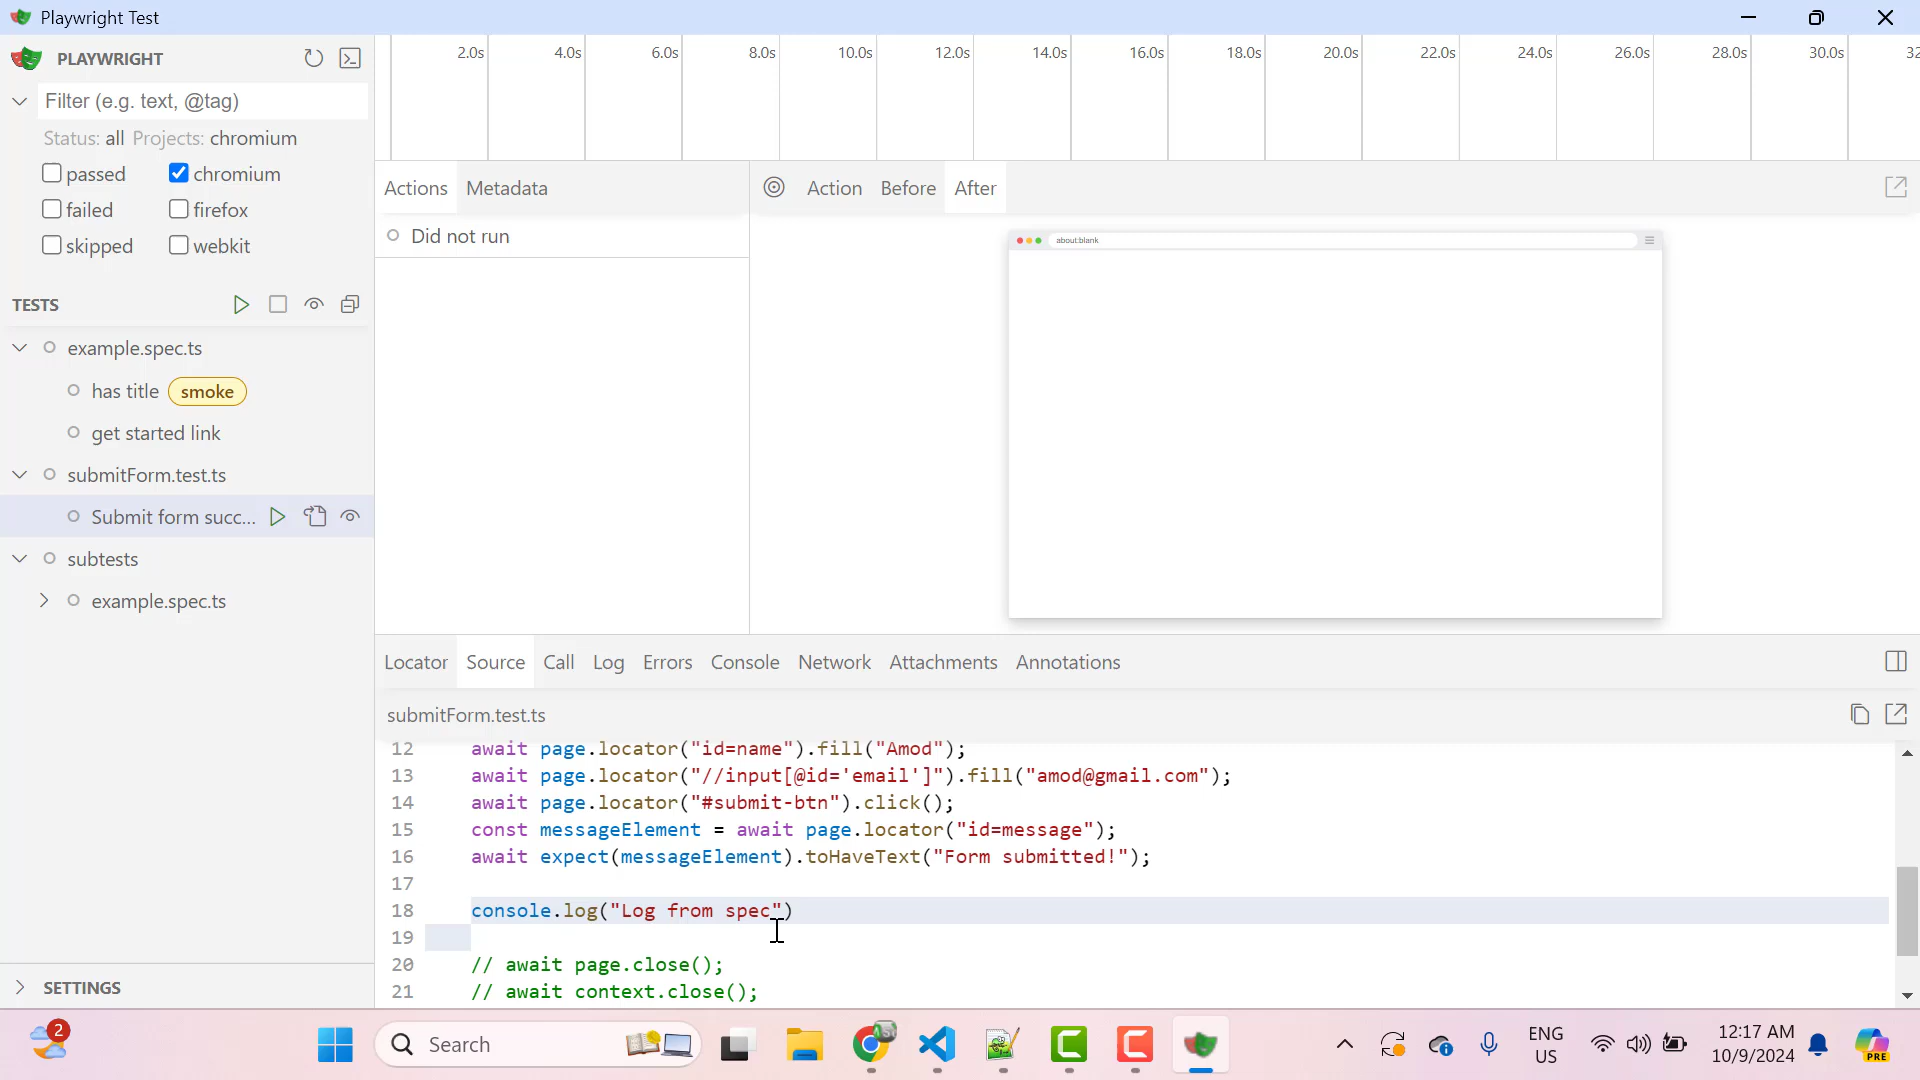 Playwright Test
PLAYWRIGHT
Filter (e.g. text, @tag)
Status: all Projects: chromium
passed
chromium
failed
firefox
skipped
webkit
TESTS
example.spec.ts
has title smoke
get started link
submitForm.test.ts
Submit form succ...
subtests
example.spec.ts
SETTINGS
2.0s 4.0s 6.0s 8.0s 10.0s 12.0s 14.0s 16.0s 18.0s 20.0s 22.0s 24.0s 26.0s 28.0s 30.0s 32
Actions Metadata
Did not run
Action Before After
about:blank
Locator Source Call Log Errors Console Network Attachments Annotations
submitForm.test.ts
12 await page.locator("id=name").fill("Amod");
13 await page.locator("//input[@id='email']").fill("amod@gmail.com");
14 await page.locator("#submit-btn").click();
15 const messageElement = await page.locator("id=message");
16 await expect(messageElement).toHaveText("Form submitted!");
17
18 console.log("Log from spec")
19
20 // await page.close();
21 // await context.close();
2
Search
ENG
US
12:17 AM
10/9/2024
PRE